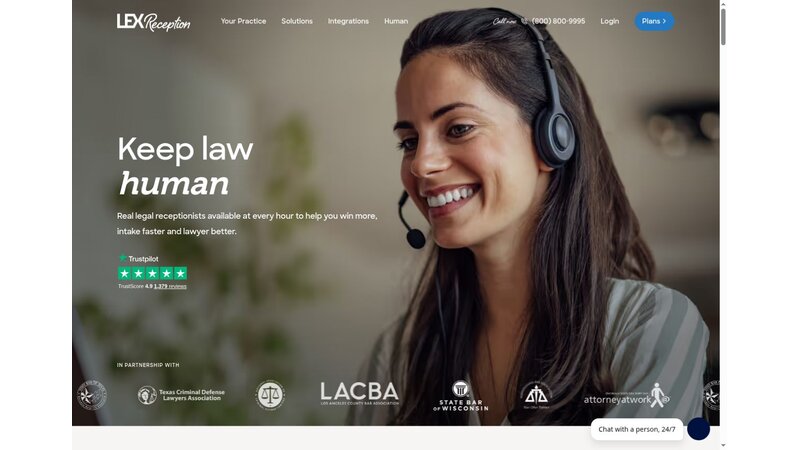 LEX Reception
Your Practice
Solutions
Integrations
Human
Call now
(800) 800-9995
Login
Plans
Keep law
human
Real legal receptionists available at every hour to help you win more,
intake faster and lawyer better.
Trustpilot
TrustScore 4.9 1,379 reviews
IN PARTNERSHIP WITH
Texas Criminal Defense
Lawyers Association
LACBA
LOS ANGELES COUNTY BAR ASSOCIATION
STATE BAR
OF WISCONSIN
attorneyatwork
Chat with a person, 24/7